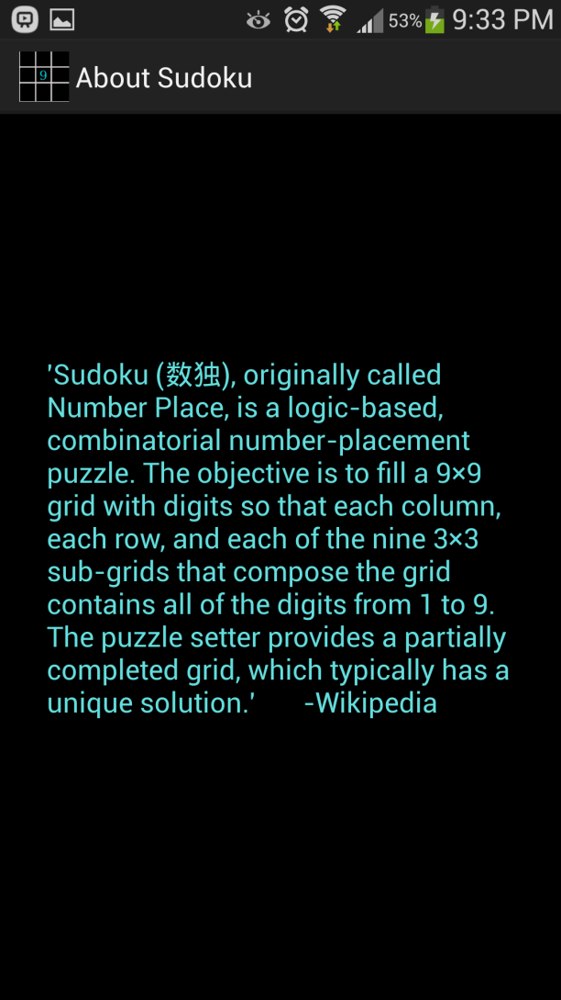 53% 9:33 PM
9 About Sudoku
'Sudoku (数独), originally called
Number Place, is a logic-based,
combinatorial number-placement
puzzle. The objective is to fill a 9×9
grid with digits so that each column,
each row, and each of the nine 3×3
sub-grids that compose the grid
contains all of the digits from 1 to 9.
The puzzle setter provides a partially
completed grid, which typically has a
unique solution.' -Wikipedia